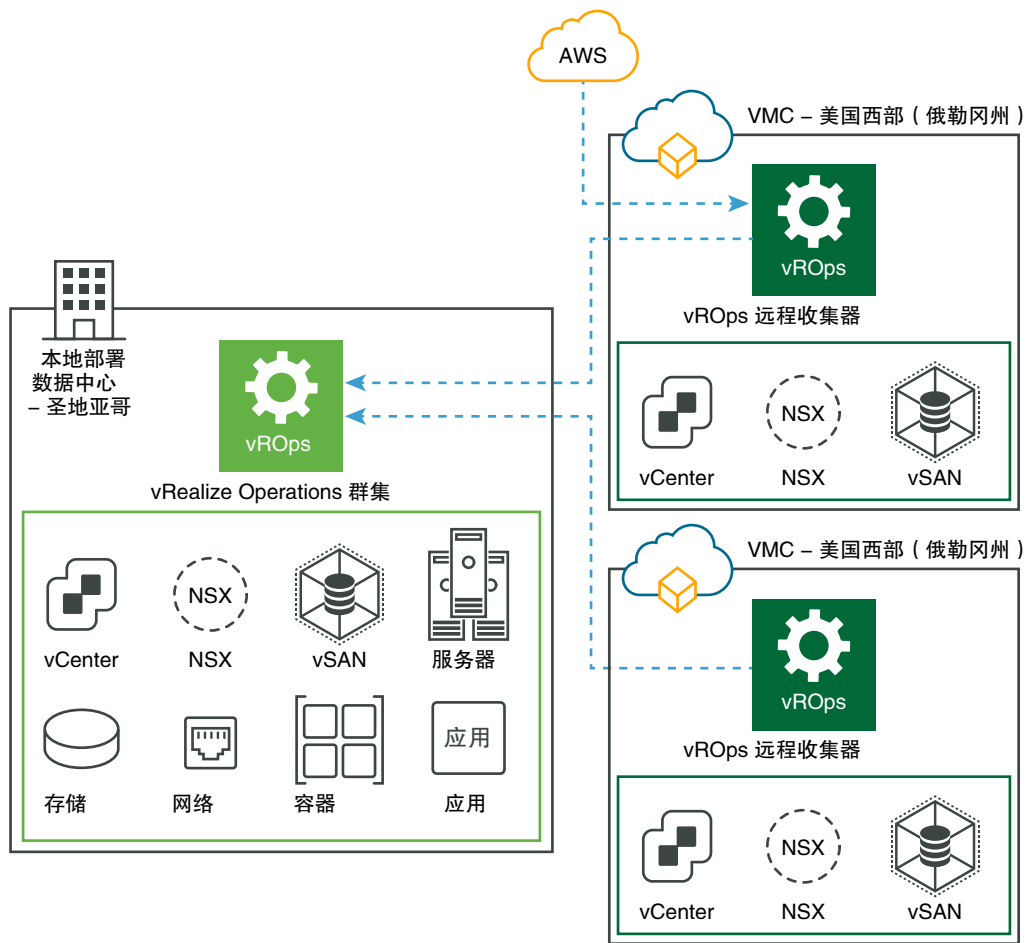 AWS
VMC – 美国西部（俄勒冈州）
vROps
vROps 远程收集器
vCenter
NSX
NSX
vSAN
本地部署
数据中心
– 圣地亚哥
vROps
vRealize Operations 群集
vCenter
NSX
NSX
vSAN
服务器
存储
网络
容器
应用
应用
VMC – 美国西部（俄勒冈州）
vROps
vROps 远程收集器
vCenter
NSX
NSX
vSAN